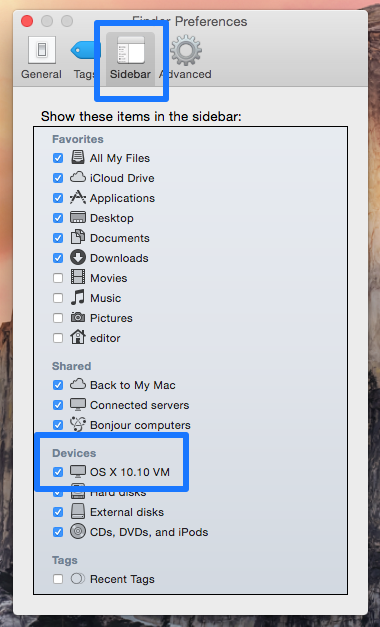 Finder Preferences
General Tags Sidebar Advanced
Show these items in the sidebar:
Favorites
All My Files
iCloud Drive
Applications
Desktop
Documents
Downloads
Movies
Music
Pictures
editor
Shared
Back to My Mac
Connected servers
Bonjour computers
Devices
OS X 10.10 VM
Hard disks
External disks
CDs, DVDs, and iPods
Tags
Recent Tags